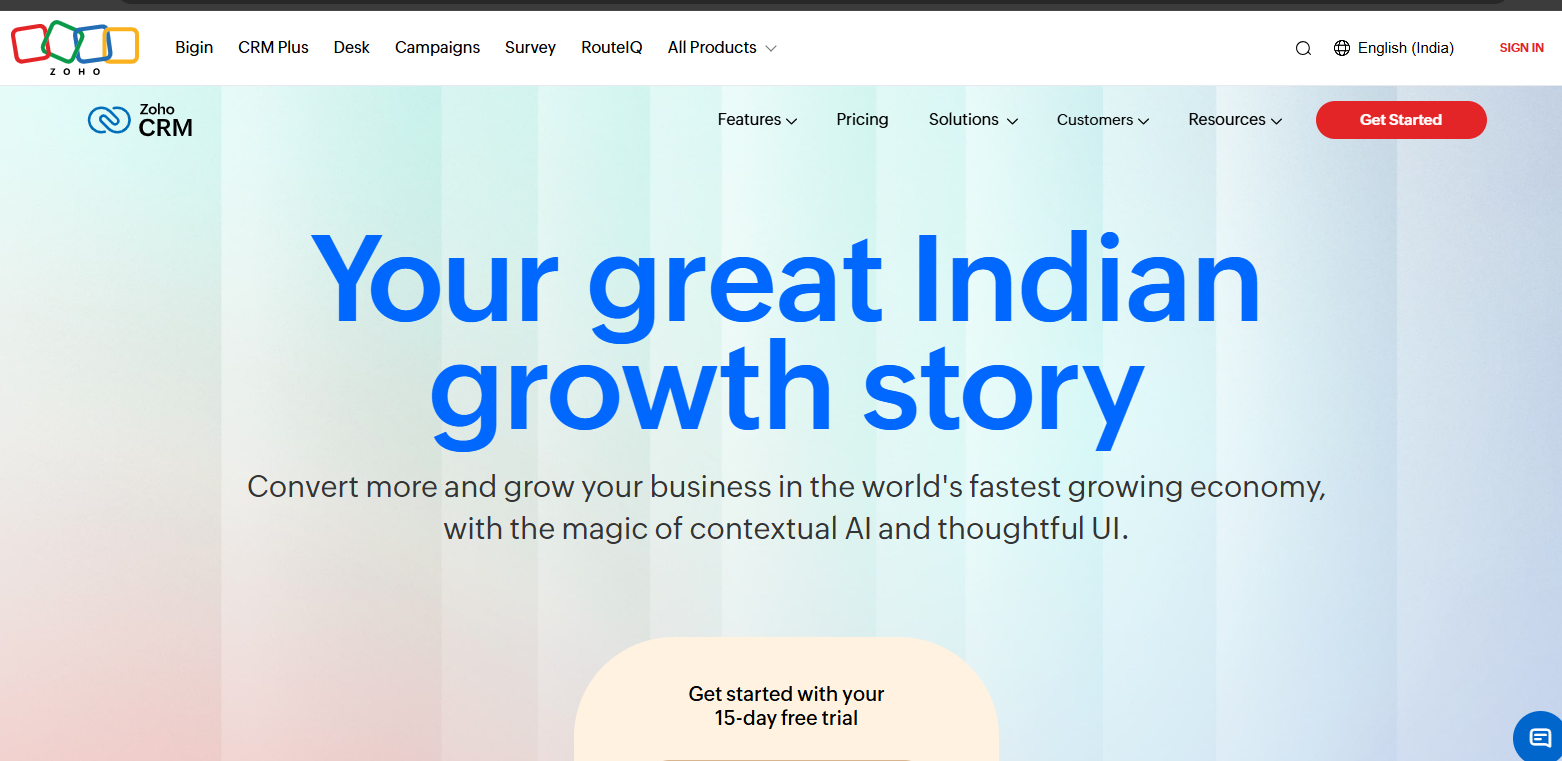 ZOHO
Bigin CRM Plus Desk Campaigns Survey RouteIQ All Products
English (India)
SIGN IN
Zoho
CRM
Features Pricing Solutions Customers Resources
Get Started
Your great Indian
growth story
Convert more and grow your business in the world's fastest growing economy,
with the magic of contextual AI and thoughtful UI.
Get started with your
15-day free trial